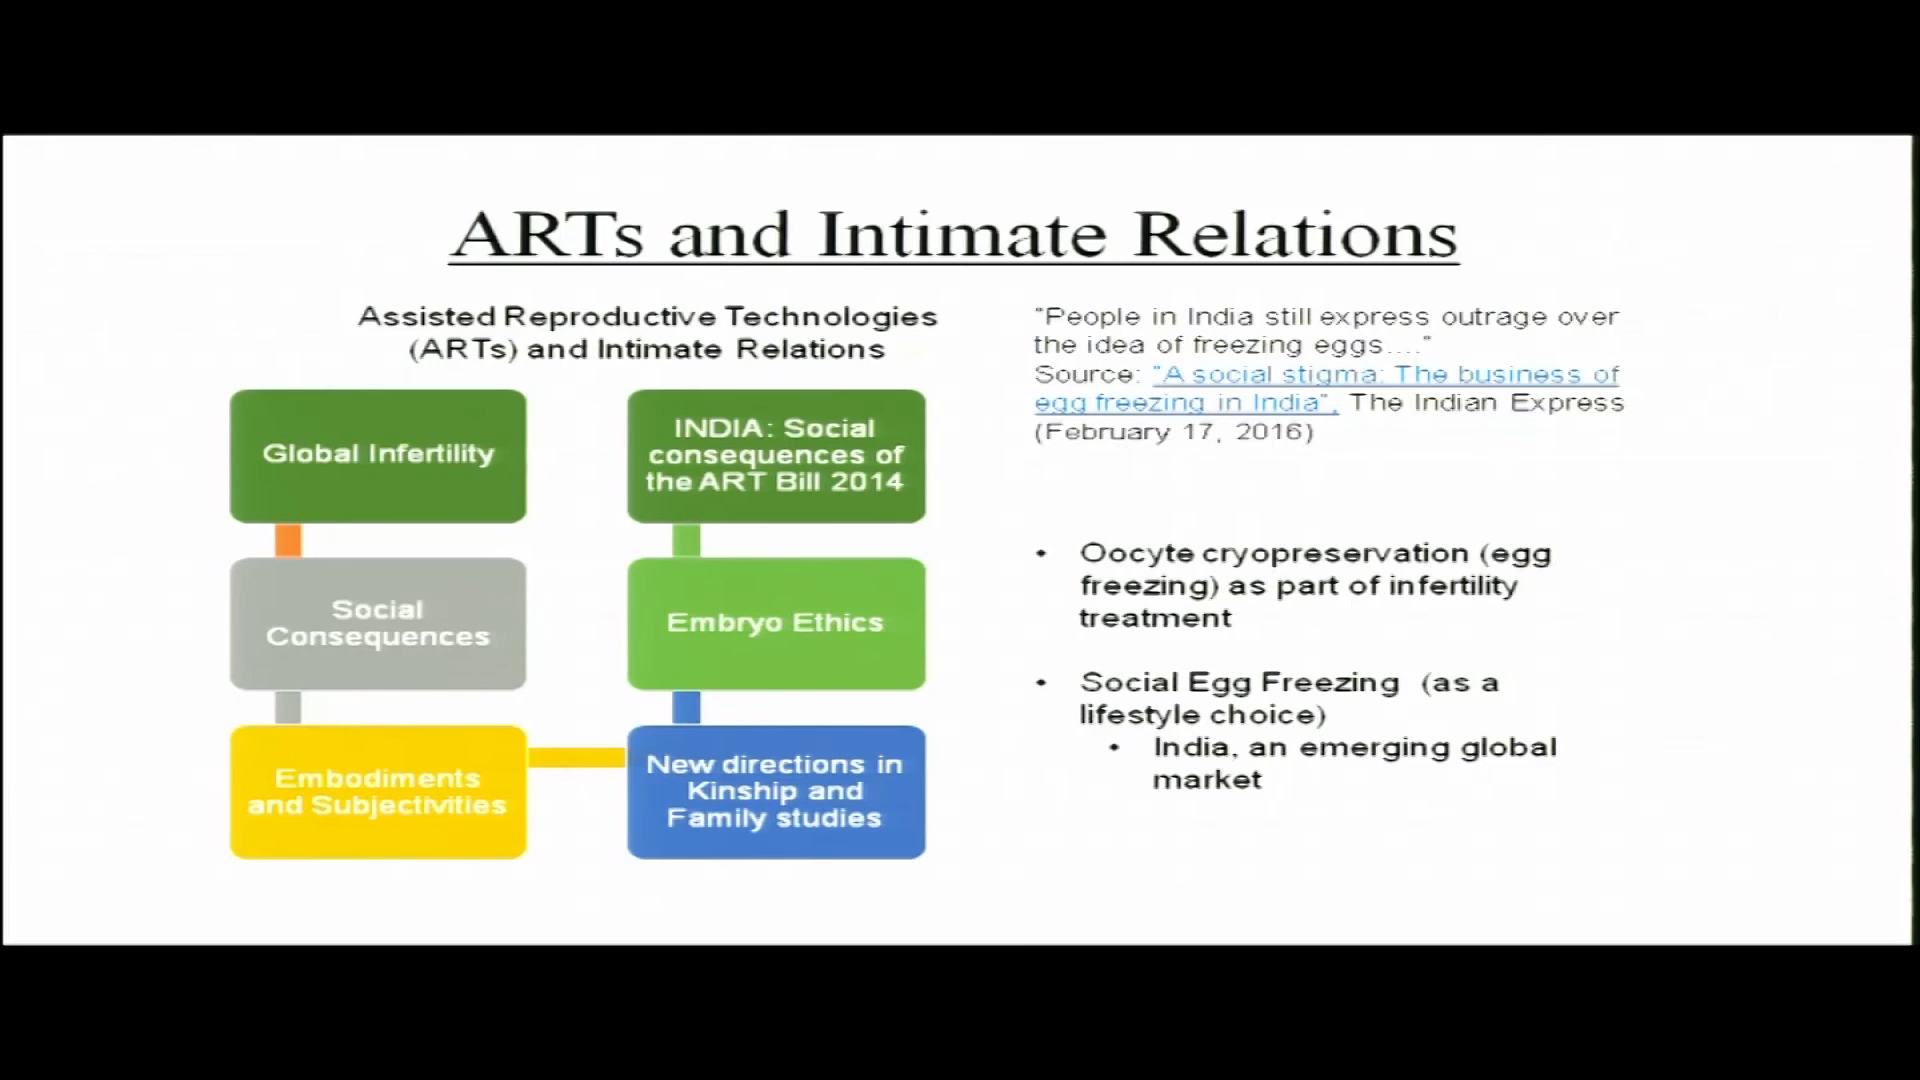 ARTs and Intimate Relations
Assisted Reproductive Technologies
(ARTs) and Intimate Relations
Global Infertility
Social
Consequences
Embodiments
and Subjectivities
INDIA: Social
consequences of
the ART Bill 2014
Embryo Ethics
New directions in
Kinship and
Family studies
"People in India still express outrage over
the idea of freezing eggs...."
Source: "A social stigma: The business of
egg freezing in India", The Indian Express
(February 17, 2016)
• Oocyte cryopreservation (egg
freezing) as part of infertility
treatment
• Social Egg Freezing (as a
lifestyle choice)
• India, an emerging global
market